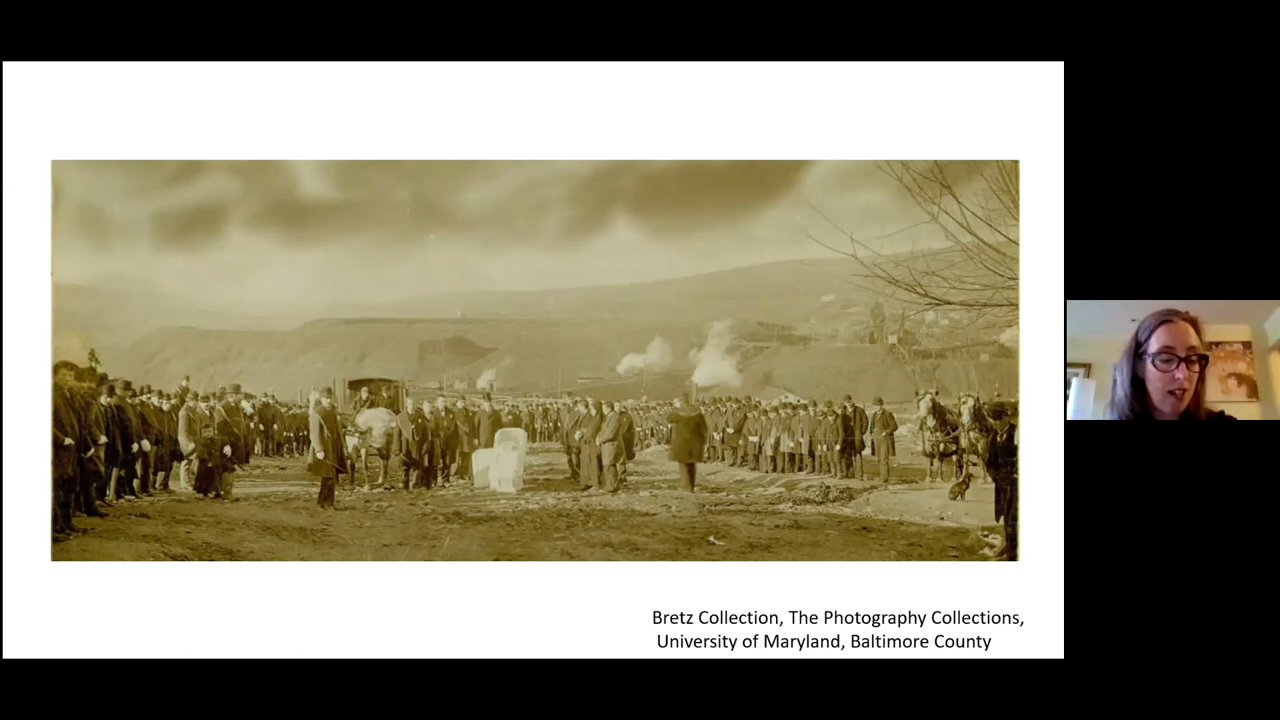 Bretz Collection, The Photography Collections,
University of Maryland, Baltimore County